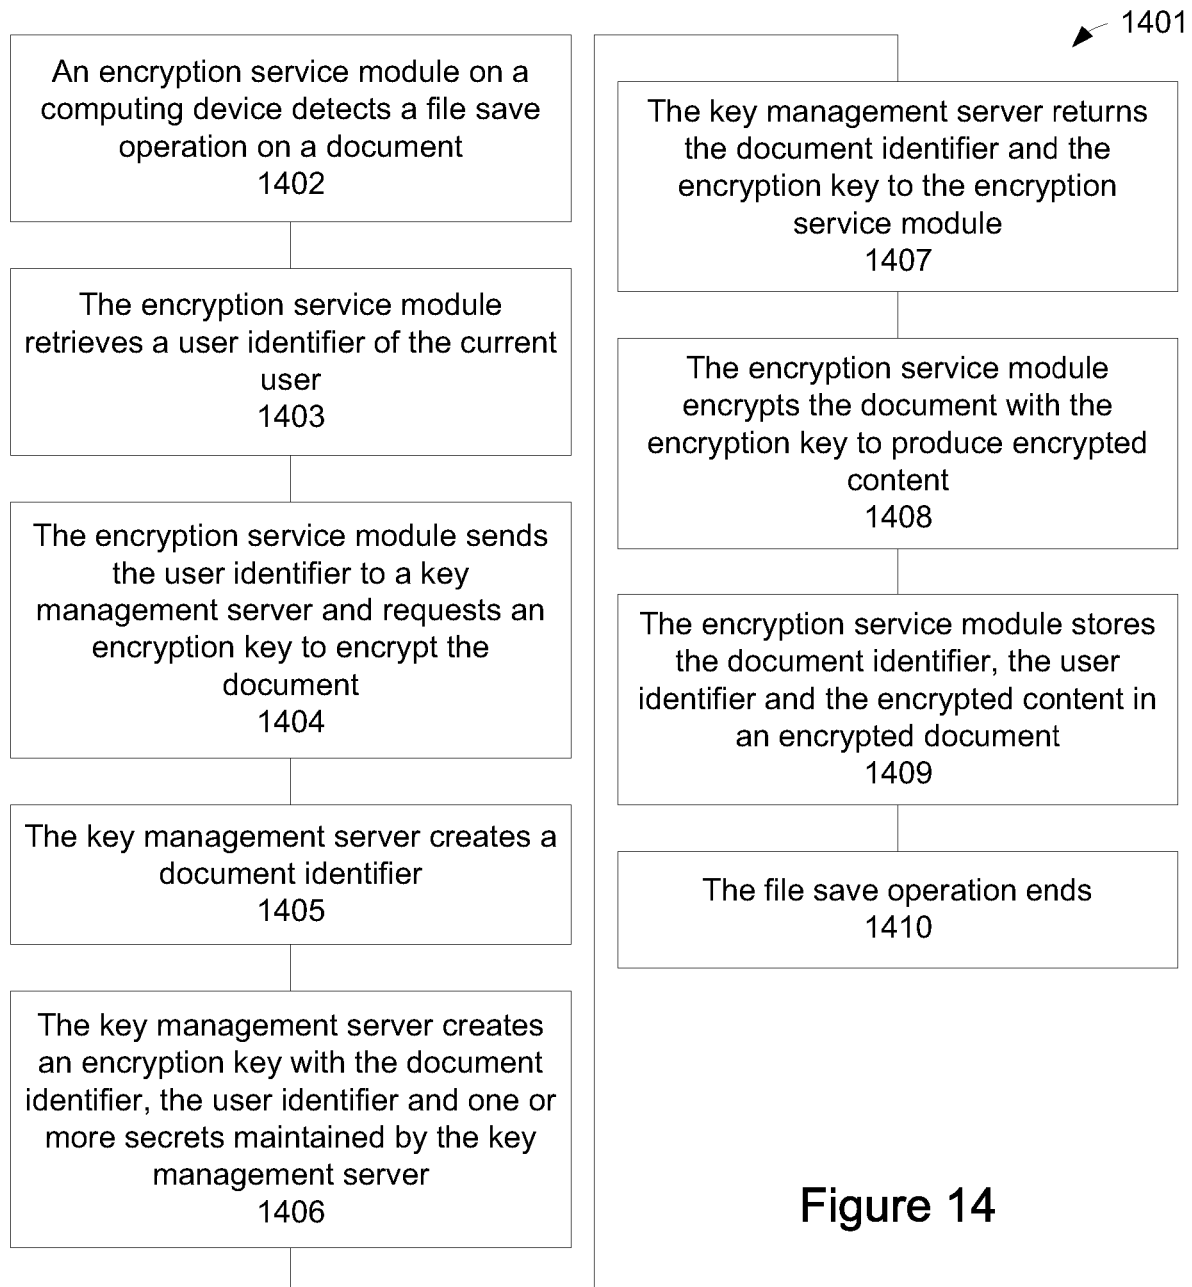 1401
An encryption service module on a
computing device detects a file save
operation on a document
1402
The encryption service module
retrieves a user identifier of the current
user
1403
The encryption service module sends
the user identifier to a key
management server and requests an
encryption key to encrypt the
document
1404
The key management server creates a
document identifier
1405
The key management server creates
an encryption key with the document
identifier, the user identifier and one or
more secrets maintained by the key
management server
1406
The key management server returns
the document identifier and the
encryption key to the encryption
service module
1407
The encryption service module
encrypts the document with the
encryption key to produce encrypted
content
1408
The encryption service module stores
the document identifier, the user
identifier and the encrypted content in
an encrypted document
1409
The file save operation ends
1410
Figure 14